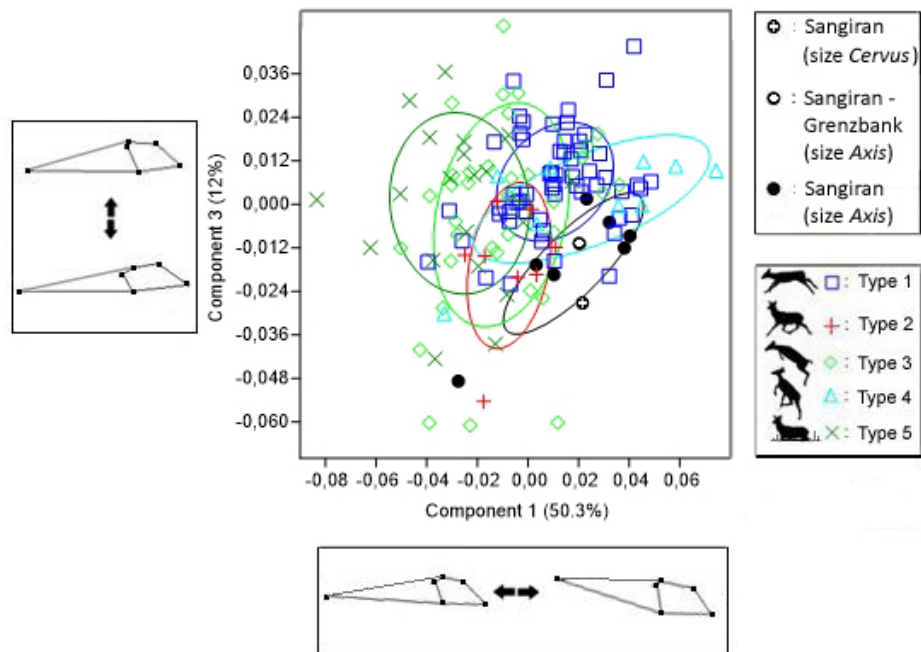 0,036
0,024
0,012
0,000
-0,012
-0,024
-0,036
-0,048
-0,060
Component 3 (12%)
-0,08 -0,06 -0,04 -0,02 0,00 0,02 0,04 0,06
Component 1 (50.3%)
: Sangiran
(size Cervus)
: Sangiran -
Grenzbank
(size Axis)
: Sangiran
(size Axis)
: Type 1
: Type 2
: Type 3
: Type 4
: Type 5